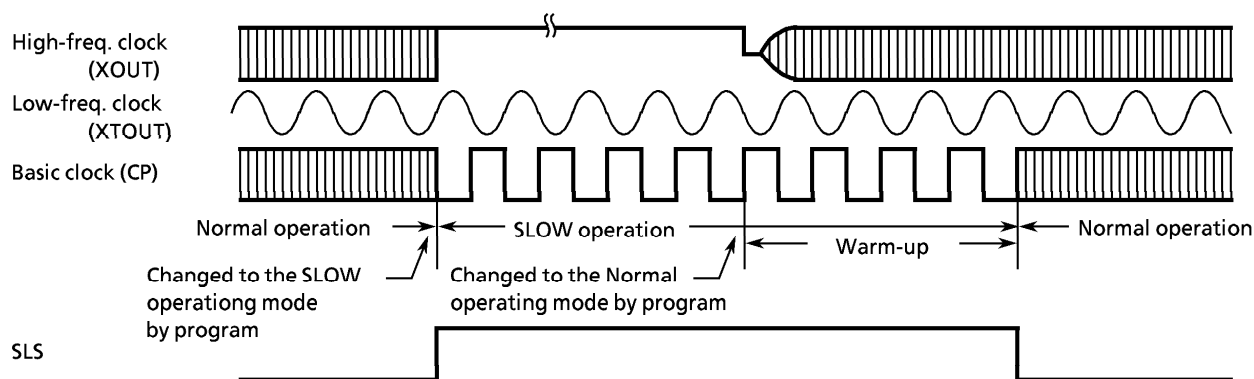 High-freq. clock
(XOUT)
Low-freq. clock
(XTOUT)
Basic clock (CP)
Normal operation
SLOW operation
Normal operation
Warm-up
Changed to the SLOW
operationg mode
by program
Changed to the Normal
operating mode by program
SLS